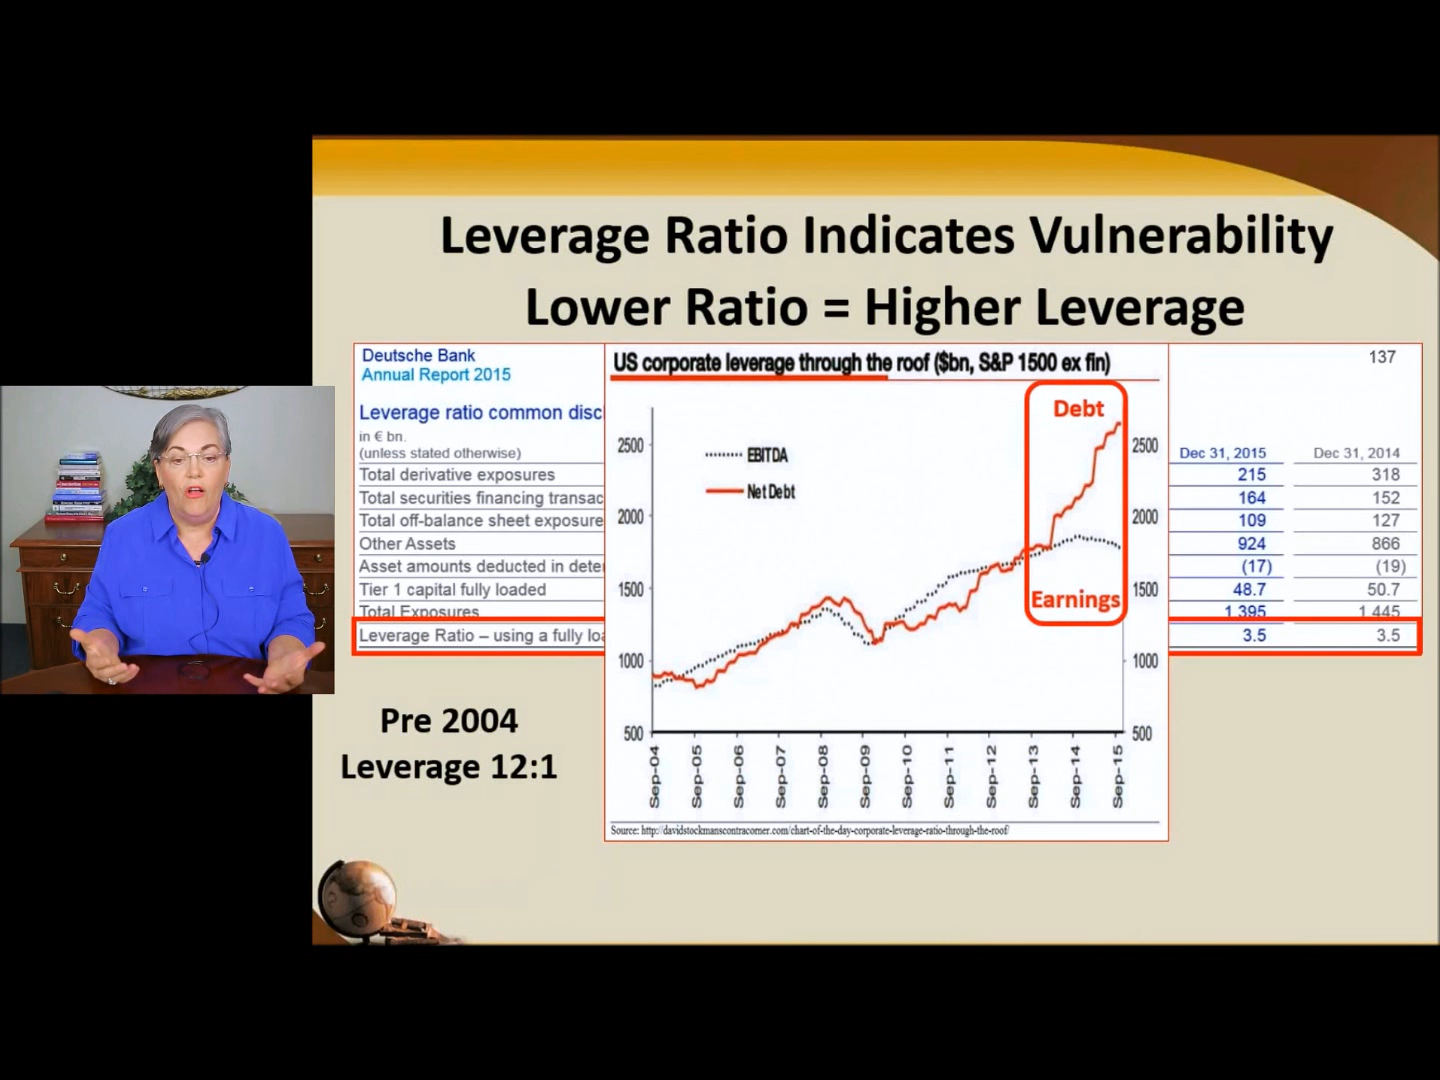 Leverage Ratio Indicates Vulnerability
Lower Ratio = Higher Leverage
Deutsche Bank
Annual Report 2015
137
Leverage ratio common disc
in € bn.
(unless stated otherwise)
Dec 31, 2015 Dec 31, 2014
Total derivative exposures 215 318
Total securities financing transac 164 152
Total off-balance sheet exposure 109 127
Other Assets 924 866
Asset amounts deducted in dete (17) (19)
Tier 1 capital fully loaded 48.7 50.7
Total Exposures 1,395 1,445
Leverage Ratio – using a fully loa 3.5 3.5
US corporate leverage through the roof ($bn, S&P 1500 ex fin)
Debt
EBITDA
Net Debt
Earnings
2500 2500
2000 2000
1500 1500
1000 1000
500 500
Sep-04 Sep-05 Sep-06 Sep-07 Sep-08 Sep-09 Sep-10 Sep-11 Sep-12 Sep-13 Sep-14 Sep-15
Source: http://davidstockmanscontracorner.com/chart-of-the-day-corporate-leverage-ratio-through-the-roof/
Pre 2004
Leverage 12:1